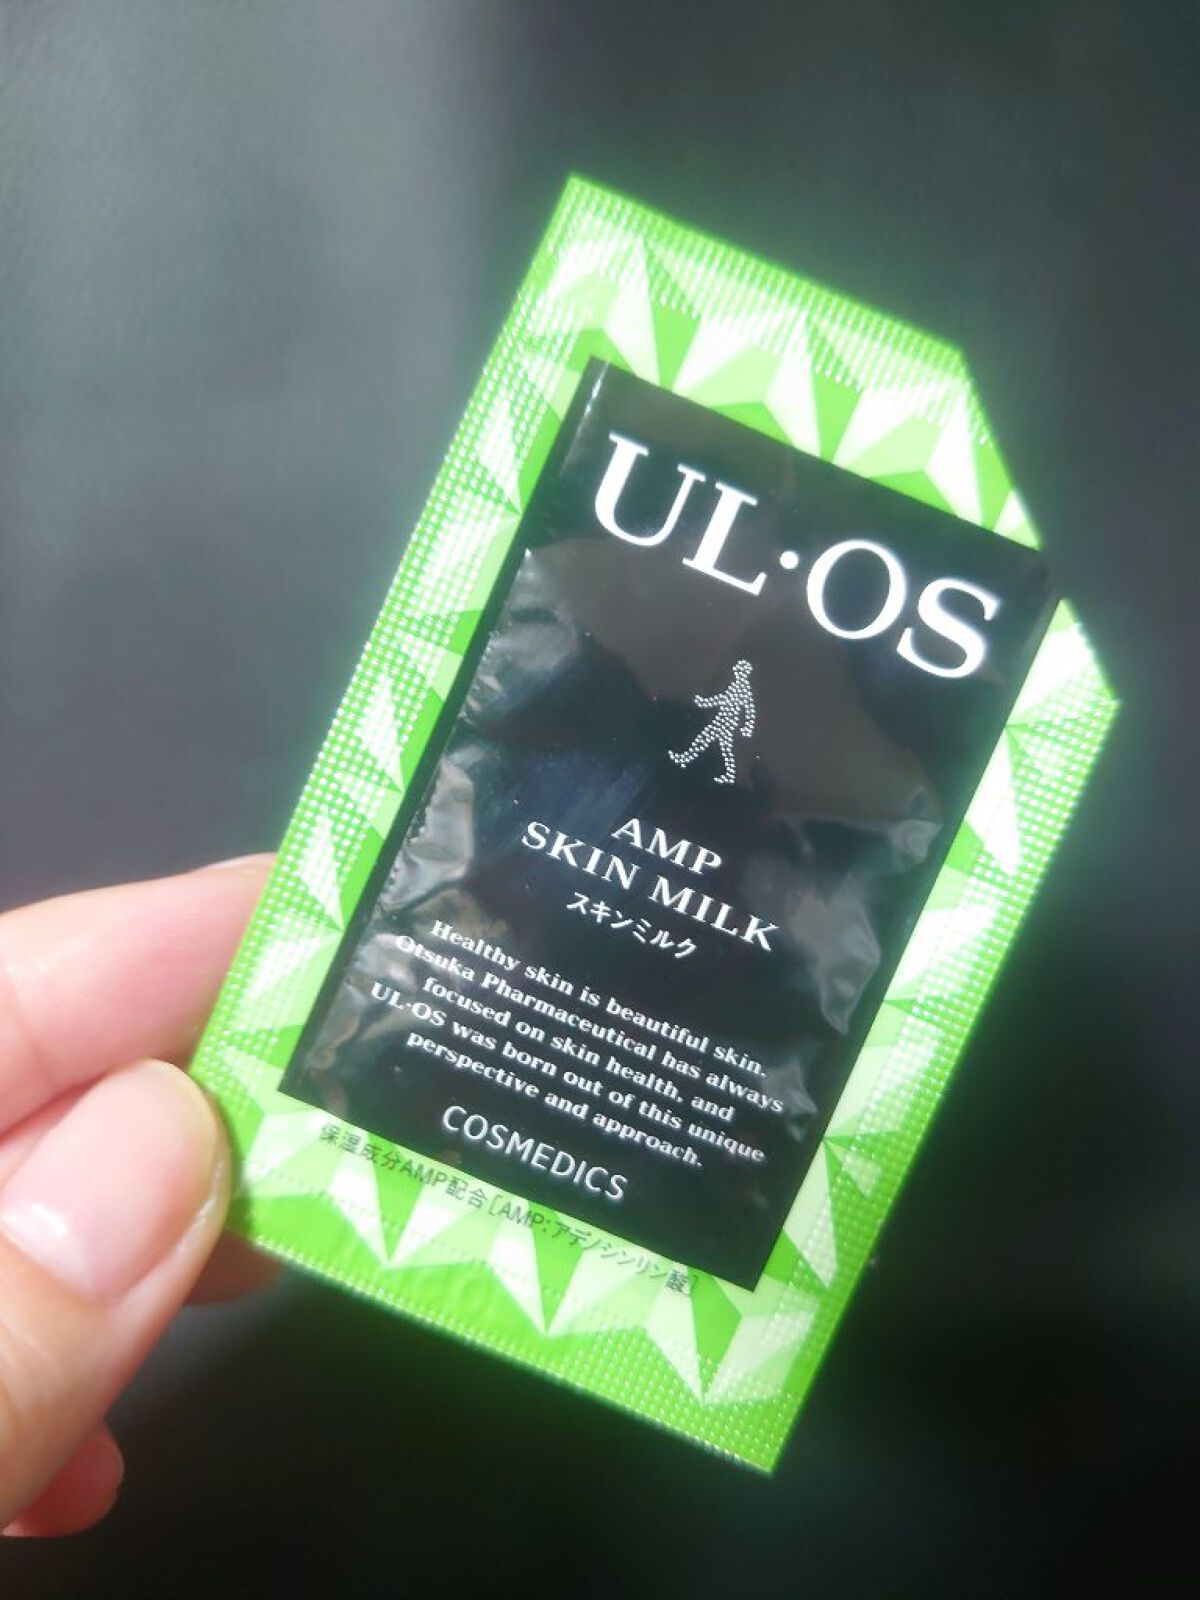 UL·OS
AMP
SKIN MILK
スキンミルク
Healthy skin is beautiful skin.
Otsuka Pharmaceutical has always
focused on skin health, and
UL·OS was born out of this unique
perspective and approach.
COSMEDICS
保湿成分AMP配合［AMP：アデノシンリン酸］